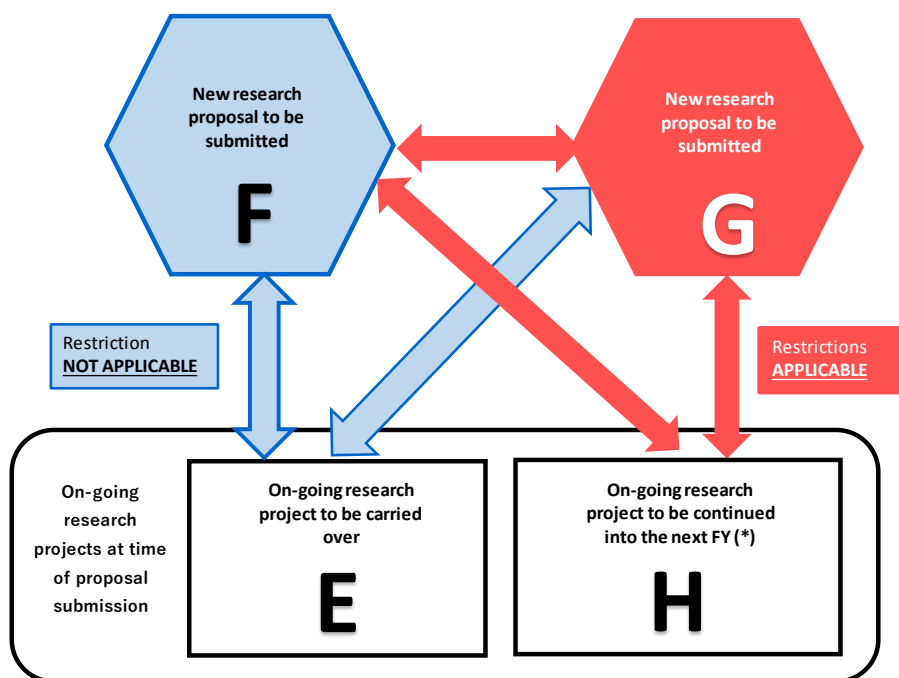 New research
proposal to be
submitted
F
New research
proposal to be
submitted
G
Restriction
NOT APPLICABLE
Restrictions
APPLICABLE
On-going
research
projects at time
of proposal
submission
On-going research
project to be carried
over
E
On-going research
project to be continued
into the next FY (*)
H